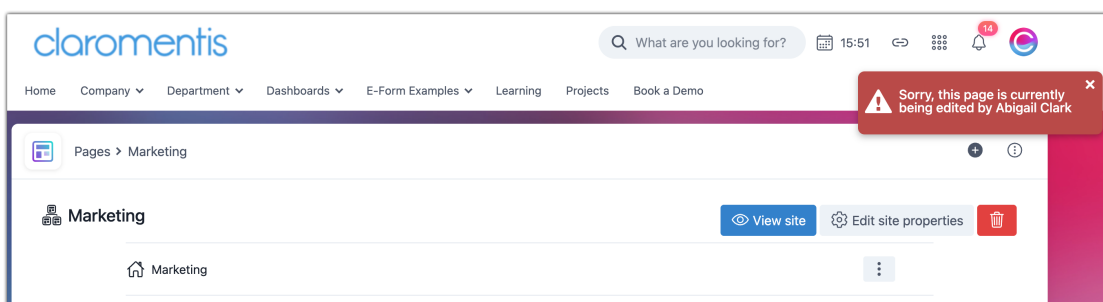 claromentis
What are you looking for?
15:51
14
Home Company Department Dashboards E-Form Examples Learning Projects Book a Demo
Sorry, this page is currently
being edited by Abigail Clark
Pages > Marketing
Marketing
View site
Edit site properties
Marketing